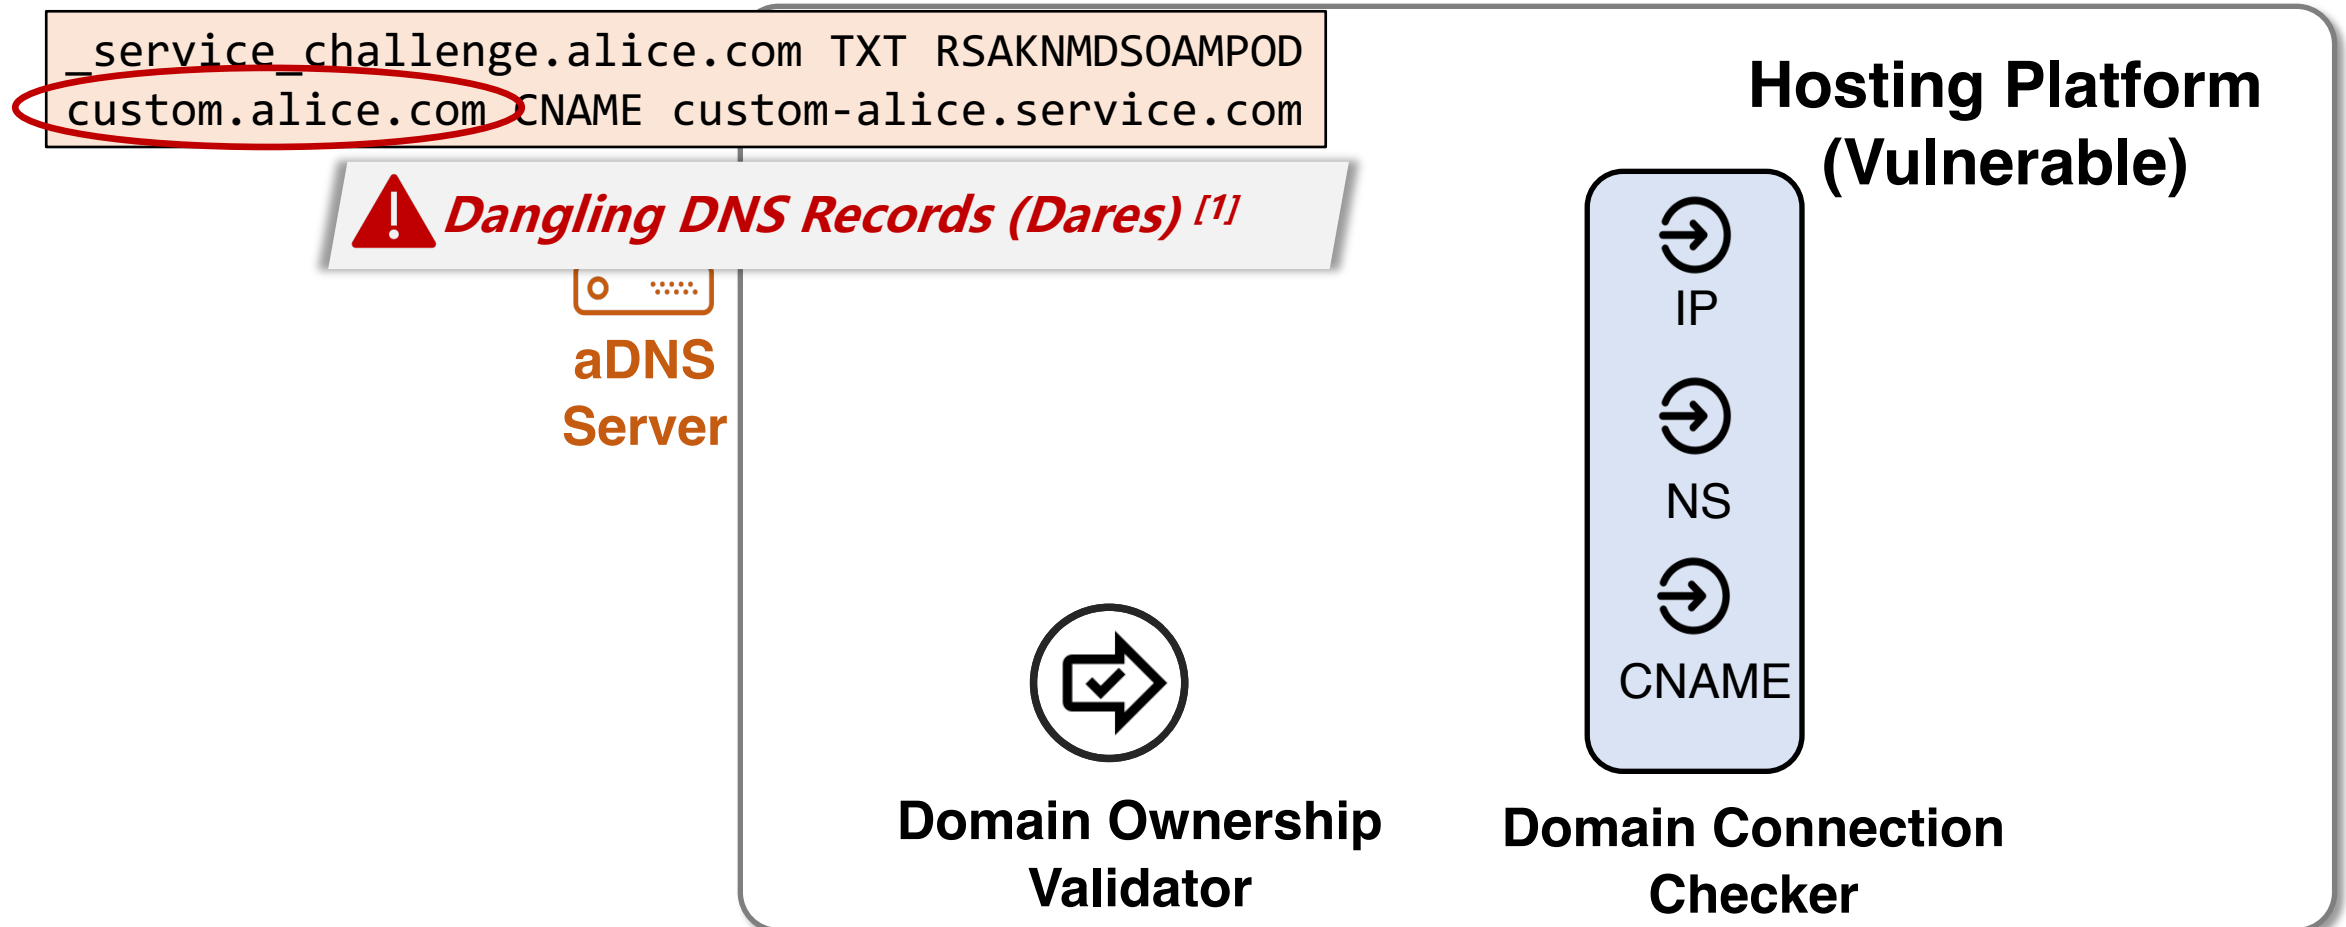 _service_challenge.alice.com TXT RSAKNMDSOAMPOD
custom.alice.com CNAME custom-alice.service.com
Dangling DNS Records (Dares) [1]
aDNS
Server
Hosting Platform
(Vulnerable)
IP
NS
CNAME
Domain Ownership
Validator
Domain Connection
Checker